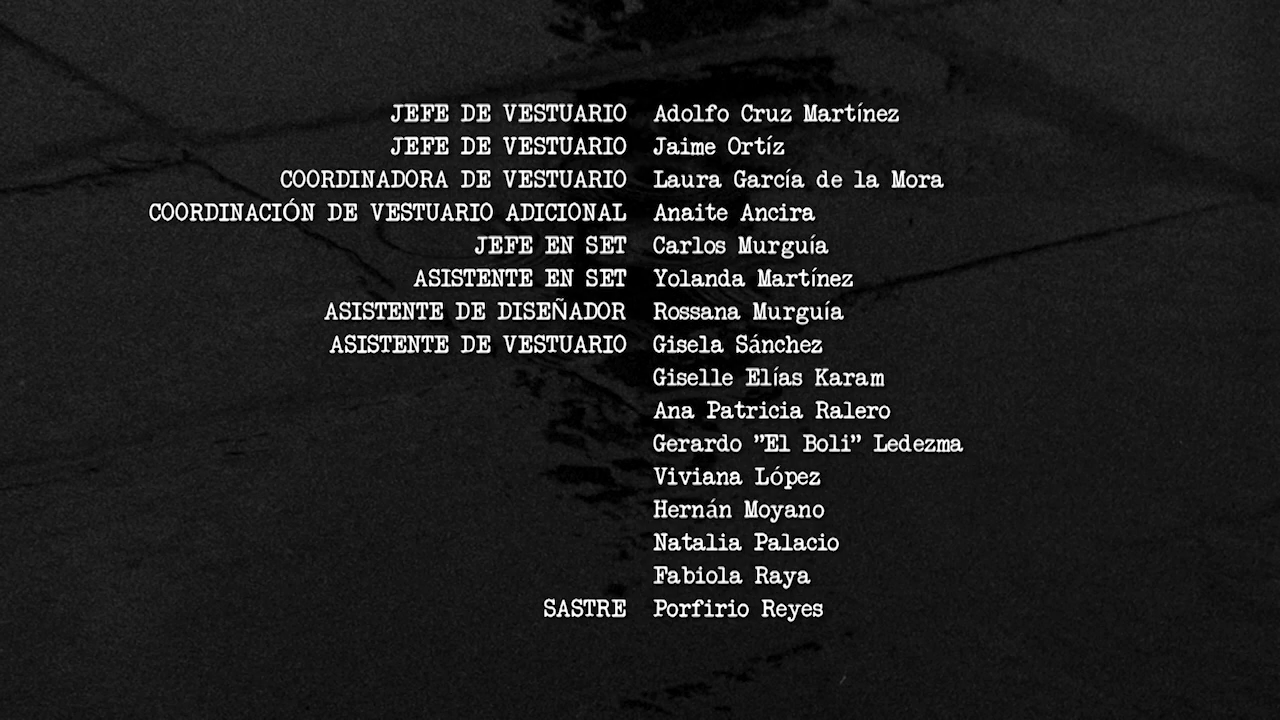 JEFE DE VESTUARIO Adolfo Cruz Martínez
JEFE DE VESTUARIO Jaime Ortíz
COORDINADORA DE VESTUARIO Laura García de la Mora
COORDINACIÓN DE VESTUARIO ADICIONAL Anaite Ancira
JEFE EN SET Carlos Murguía
ASISTENTE EN SET Yolanda Martínez
ASISTENTE DE DISEÑADOR Rossana Murguía
ASISTENTE DE VESTUARIO Gisela Sánchez
Giselle Elías Karam
Ana Patricia Ralero
Gerardo ”El Boli” Ledezma
Viviana López
Hernán Moyano
Natalia Palacio
Fabiola Raya
SASTRE Porfirio Reyes